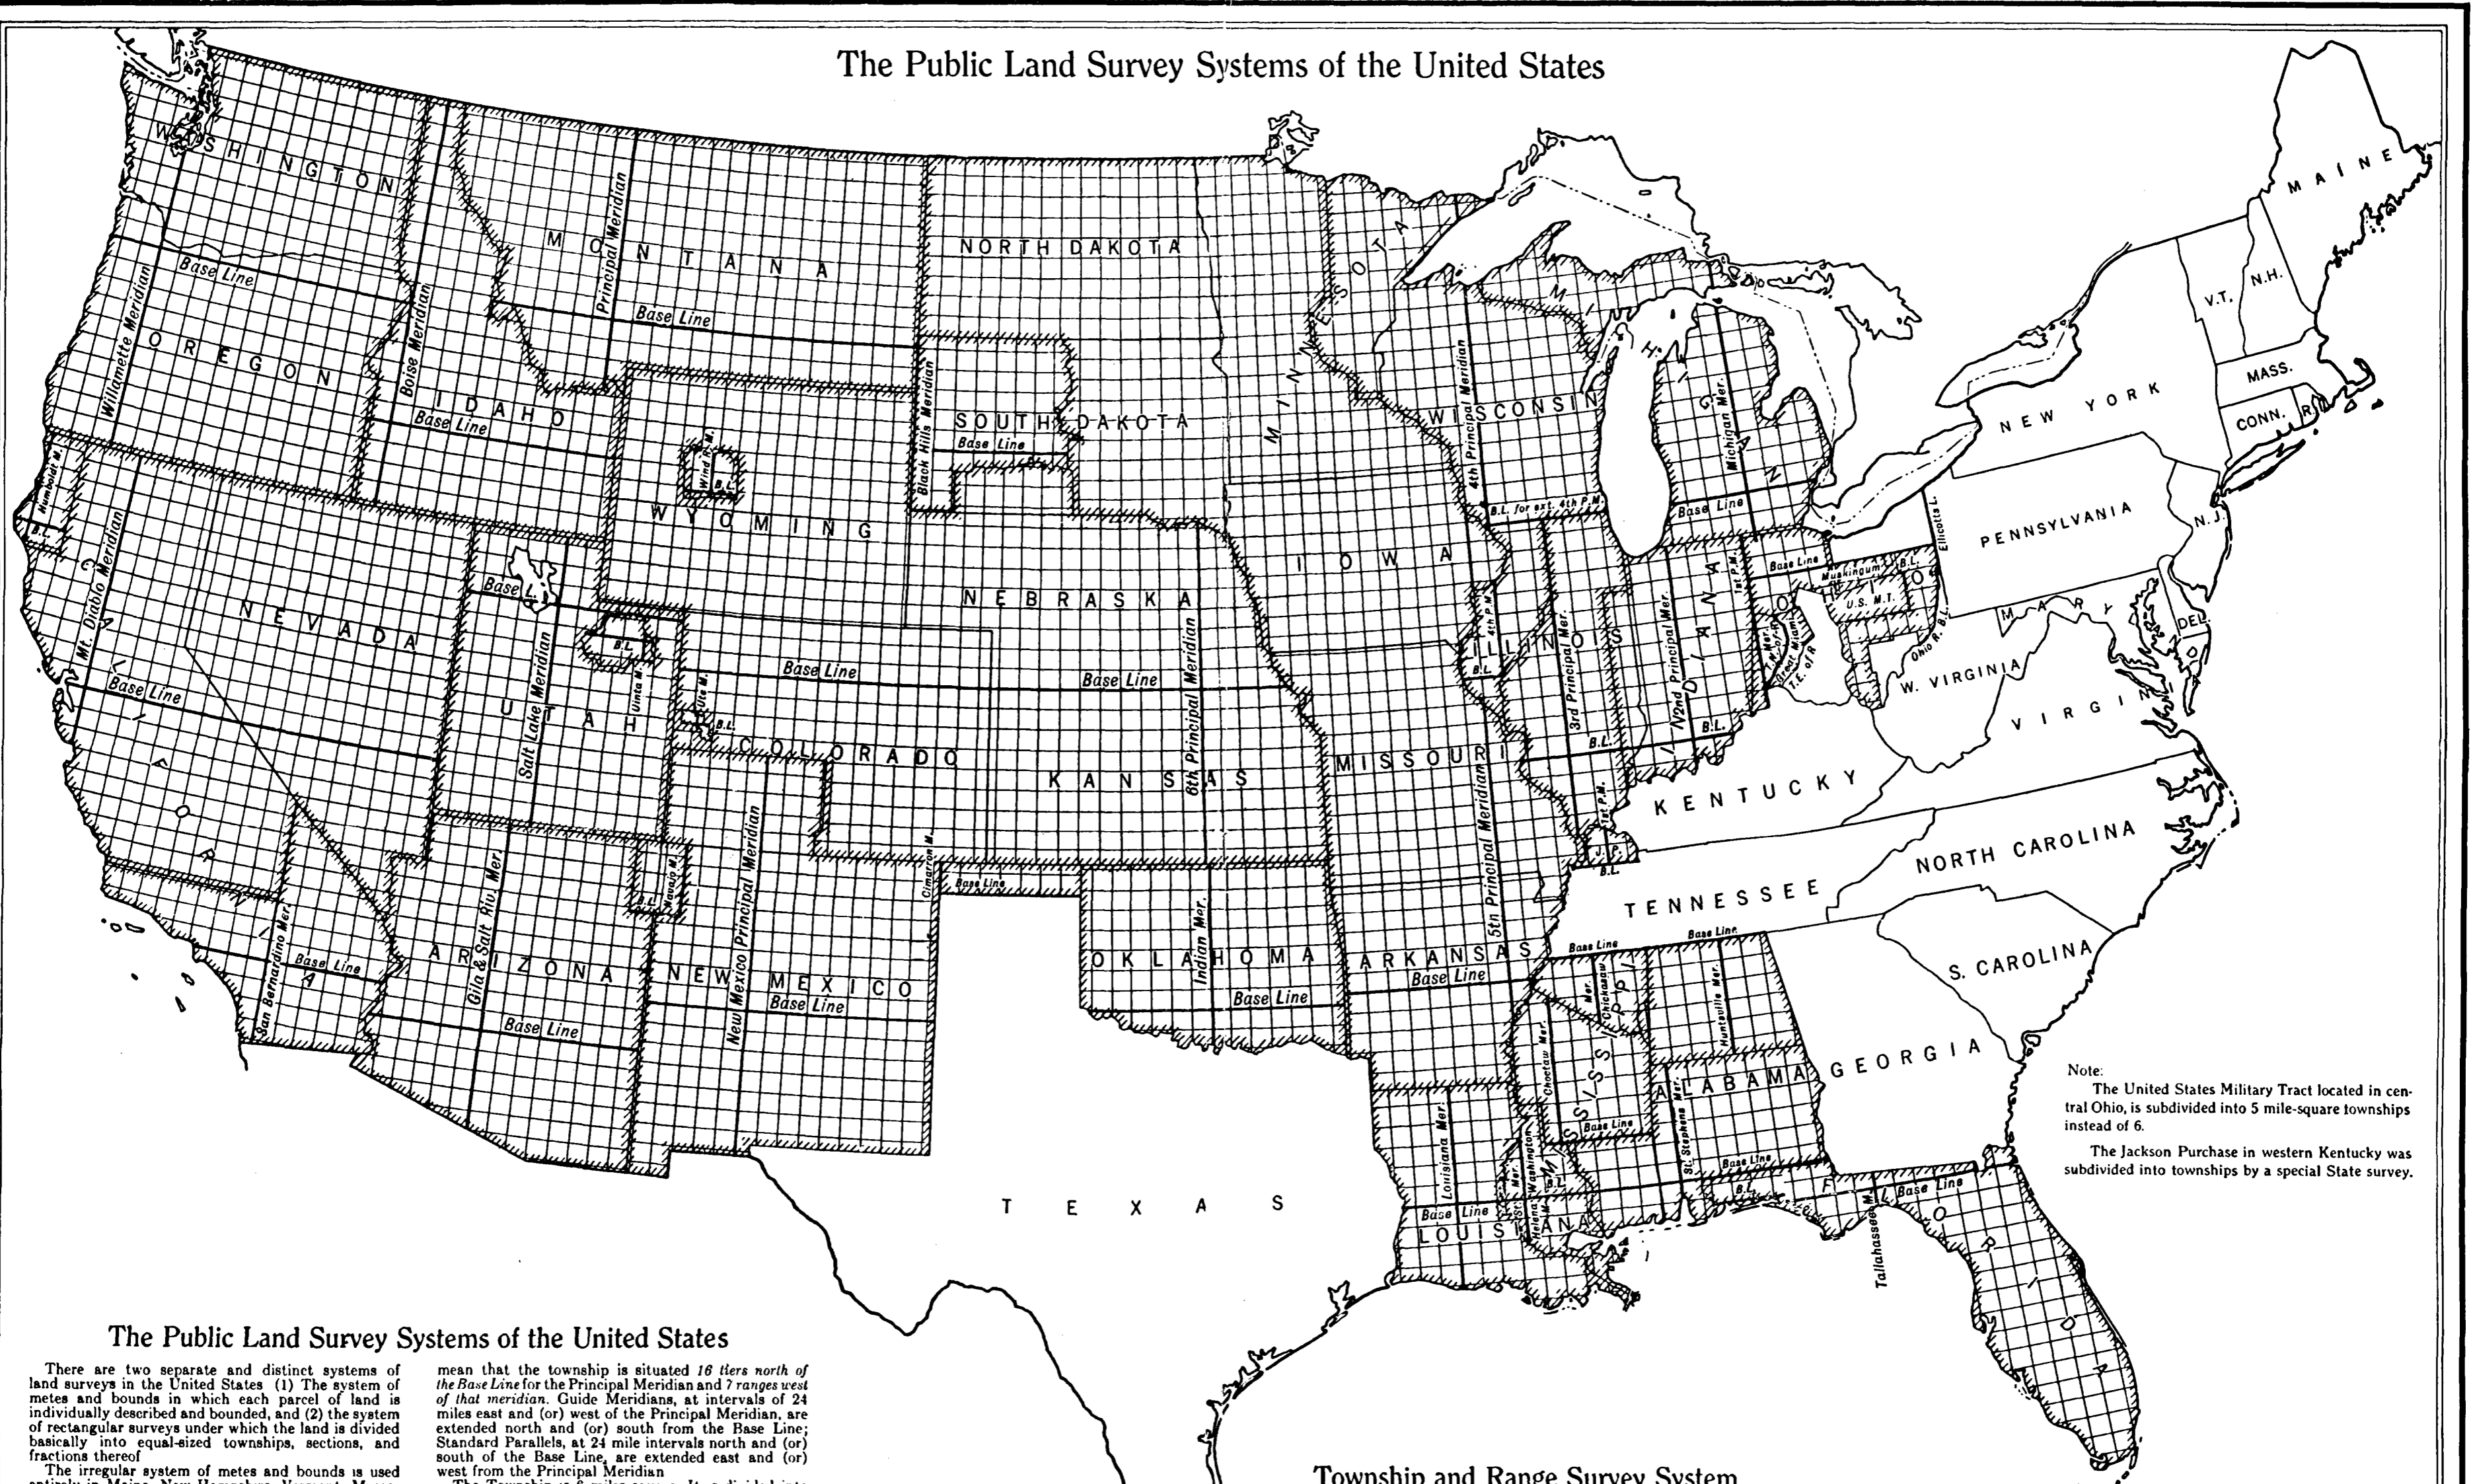 The Public Land Survey Systems of the United States
WASHINGTON
MONTANA
NORTH DAKOTA
MINNESOTA
MICHIGAN
MAINE
V.T.
N.H.
MASS.
CONN.
R.I.
NEW YORK
Base Line
Willamette Meridian
OREGON
Boise Meridian
IDAHO
Base Line
Principal Meridian
Base Line
Black Hills Meridian
SOUTH DAKOTA
Base Line
WISCONSIN
4th Principal Meridian
B.L. for ext. 4th P.M.
Michigan Mer.
Base Line
PENNSYLVANIA
N.J.
Ellicotts L.
Humboldt M.
B.L.
Mt. Diablo Meridian
CALIFORNIA
Base Line
NEVADA
Wind R. M.
B.L.
WYOMING
Base L.
Salt Lake Meridian
UTAH
B.L.
Uinta M.
Ute M.
B.L.
NEBRASKA
Base Line
Base Line
6th Principal Meridian
COLORADO
KANSAS
IOWA
ILLINOIS
4th P.M.
B.L.
3rd Principal Mer.
2nd Principal Mer.
INDIANA
1st P.M.
Base Line
OHIO
Muskingum
B.L.
U.S. M.T.
Ohio R. B.L.
Great Miami
T.E. of R
B.L.
B.L.
MARYLAND
DEL.
W. VIRGINIA
VIRGINIA
MISSOURI
5th Principal Meridian
KENTUCKY
1st P.M.
J. P.
B.L.
TENNESSEE
NORTH CAROLINA
S. CAROLINA
GEORGIA
San Bernardino Mer.
Base Line
ARIZONA
Gila & Salt Riv. Mer.
Base Line
Navajo M.
B.L.
NEW MEXICO
New Mexico Principal Meridian
Base Line
Cimarron M.
Base Line
OKLAHOMA
Indian Mer.
Base Line
ARKANSAS
Base Line
Base Line
Base Line
Chickasaw Mer.
Choctaw Mer.
MISSISSIPPI
Base Line
Huntsville Mer.
ALABAMA
St. Stephens Mer.
Base Line
B.L.
Louisiana Mer.
Base Line
LOUISIANA
St. Helena Mer.
Washington Mer.
B.L.
TEXAS
Tallahassee M.
Base Line
FLORIDA
Note:
The United States Military Tract located in cen-
tral Ohio, is subdivided into 5 mile-square townships
instead of 6.
The Jackson Purchase in western Kentucky was
subdivided into townships by a special State survey.
The Public Land Survey Systems of the United States
There are two separate and distinct systems of
land surveys in the United States (1) The system of
metes and bounds in which each parcel of land is
individually described and bounded, and (2) the system
of rectangular surveys under which the land is divided
basically into equal-sized townships, sections, and
fractions thereof
The irregular system of metes and bounds is used
mean that the township is situated 16 tiers north of
the Base Line for the Principal Meridian and 7 ranges west
of that meridian. Guide Meridians, at intervals of 24
miles east and (or) west of the Principal Meridian, are
extended north and (or) south from the Base Line;
Standard Parallels, at 24 mile intervals north and (or)
south of the Base Line, are extended east and (or)
west from the Principal Meridian
Township and Range Survey System